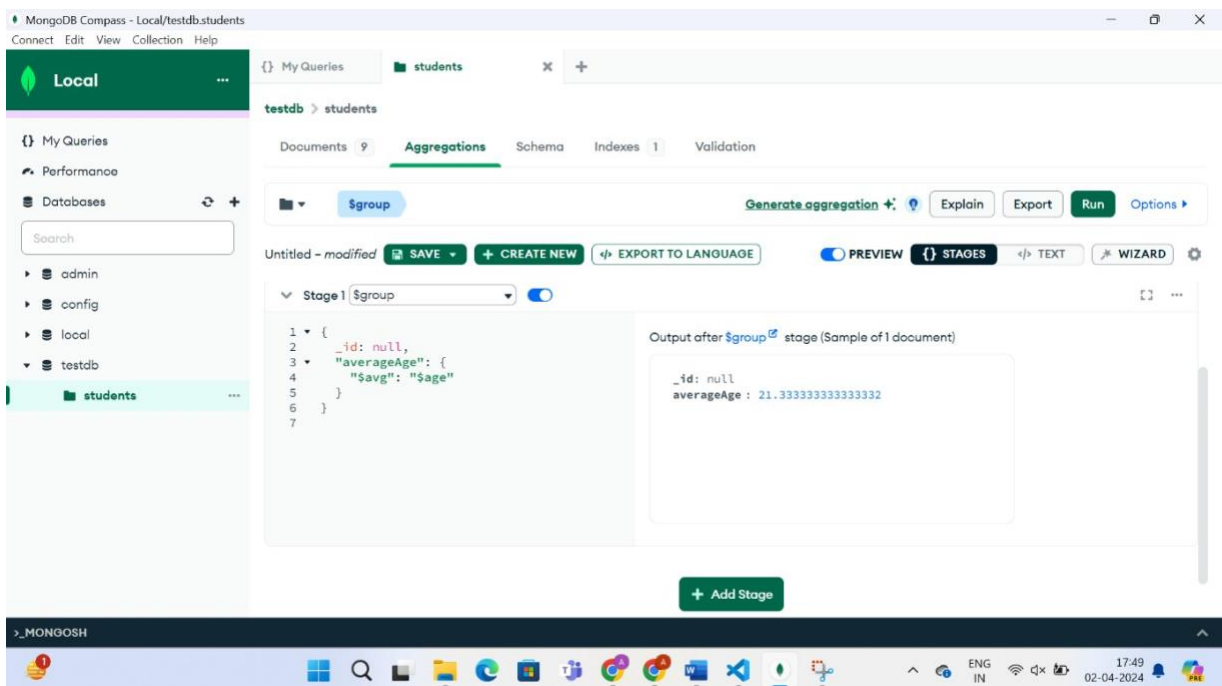 MongoDB Compass - Local/testdb.students
Connect Edit View Collection Help
Local
{} My Queries
students
testdb > students
{} My Queries
Performance
Databases
Search
admin
config
local
testdb
students
Documents 9 Aggregations Schema Indexes 1 Validation
$group
Generate aggregation Explain Export Run Options
Untitled – modified SAVE + CREATE NEW </> EXPORT TO LANGUAGE PREVIEW {} STAGES </> TEXT WIZARD
Stage 1 $group
1 {
2 _id: null,
3 "averageAge": {
4 "$avg": "$age"
5 }
6 }
7
Output after $group stage (Sample of 1 document)
_id: null
averageAge : 21.333333333333332
+ Add Stage
>_MONGOSH
1
ENG
IN
17:49
02-04-2024
PRE